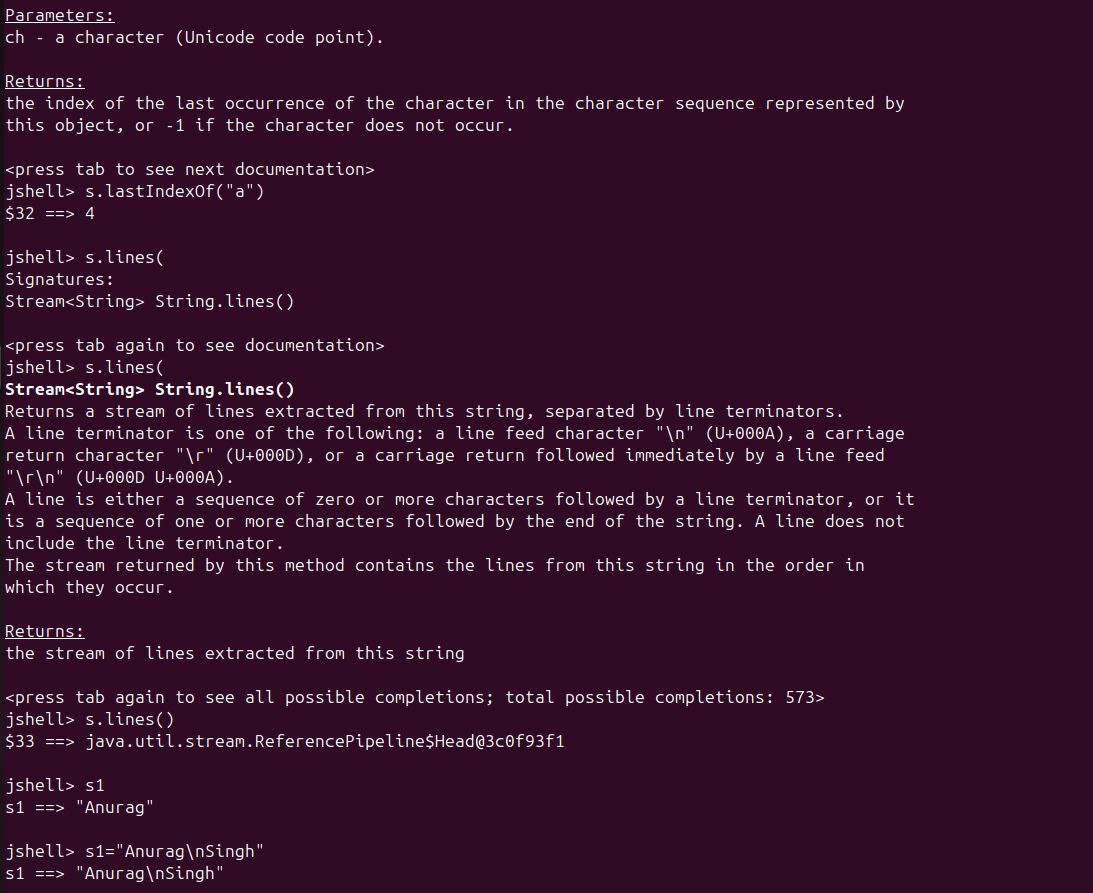 Parameters:
ch - a character (Unicode code point).
Returns:
the index of the last occurrence of the character in the character sequence represented by
this object, or -1 if the character does not occur.
<press tab to see next documentation>
jshell> s.lastIndexOf("a")
$32 ==> 4
jshell> s.lines(
Signatures:
Stream<String> String.lines()
<press tab again to see documentation>
jshell> s.lines(
Stream<String> String.lines()
Returns a stream of lines extracted from this string, separated by line terminators.
A line terminator is one of the following: a line feed character "\n" (U+000A), a carriage
return character "\r" (U+000D), or a carriage return followed immediately by a line feed
"\r\n" (U+000D U+000A).
A line is either a sequence of zero or more characters followed by a line terminator, or it
is a sequence of one or more characters followed by the end of the string. A line does not
include the line terminator.
The stream returned by this method contains the lines from this string in the order in
which they occur.
Returns:
the stream of lines extracted from this string
<press tab again to see all possible completions; total possible completions: 573>
jshell> s.lines()
$33 ==> java.util.stream.ReferencePipeline$Head@3c0f93f1
jshell> s1
s1 ==> "Anurag"
jshell> s1="Anurag\nSingh"
s1 ==> "Anurag\nSingh"